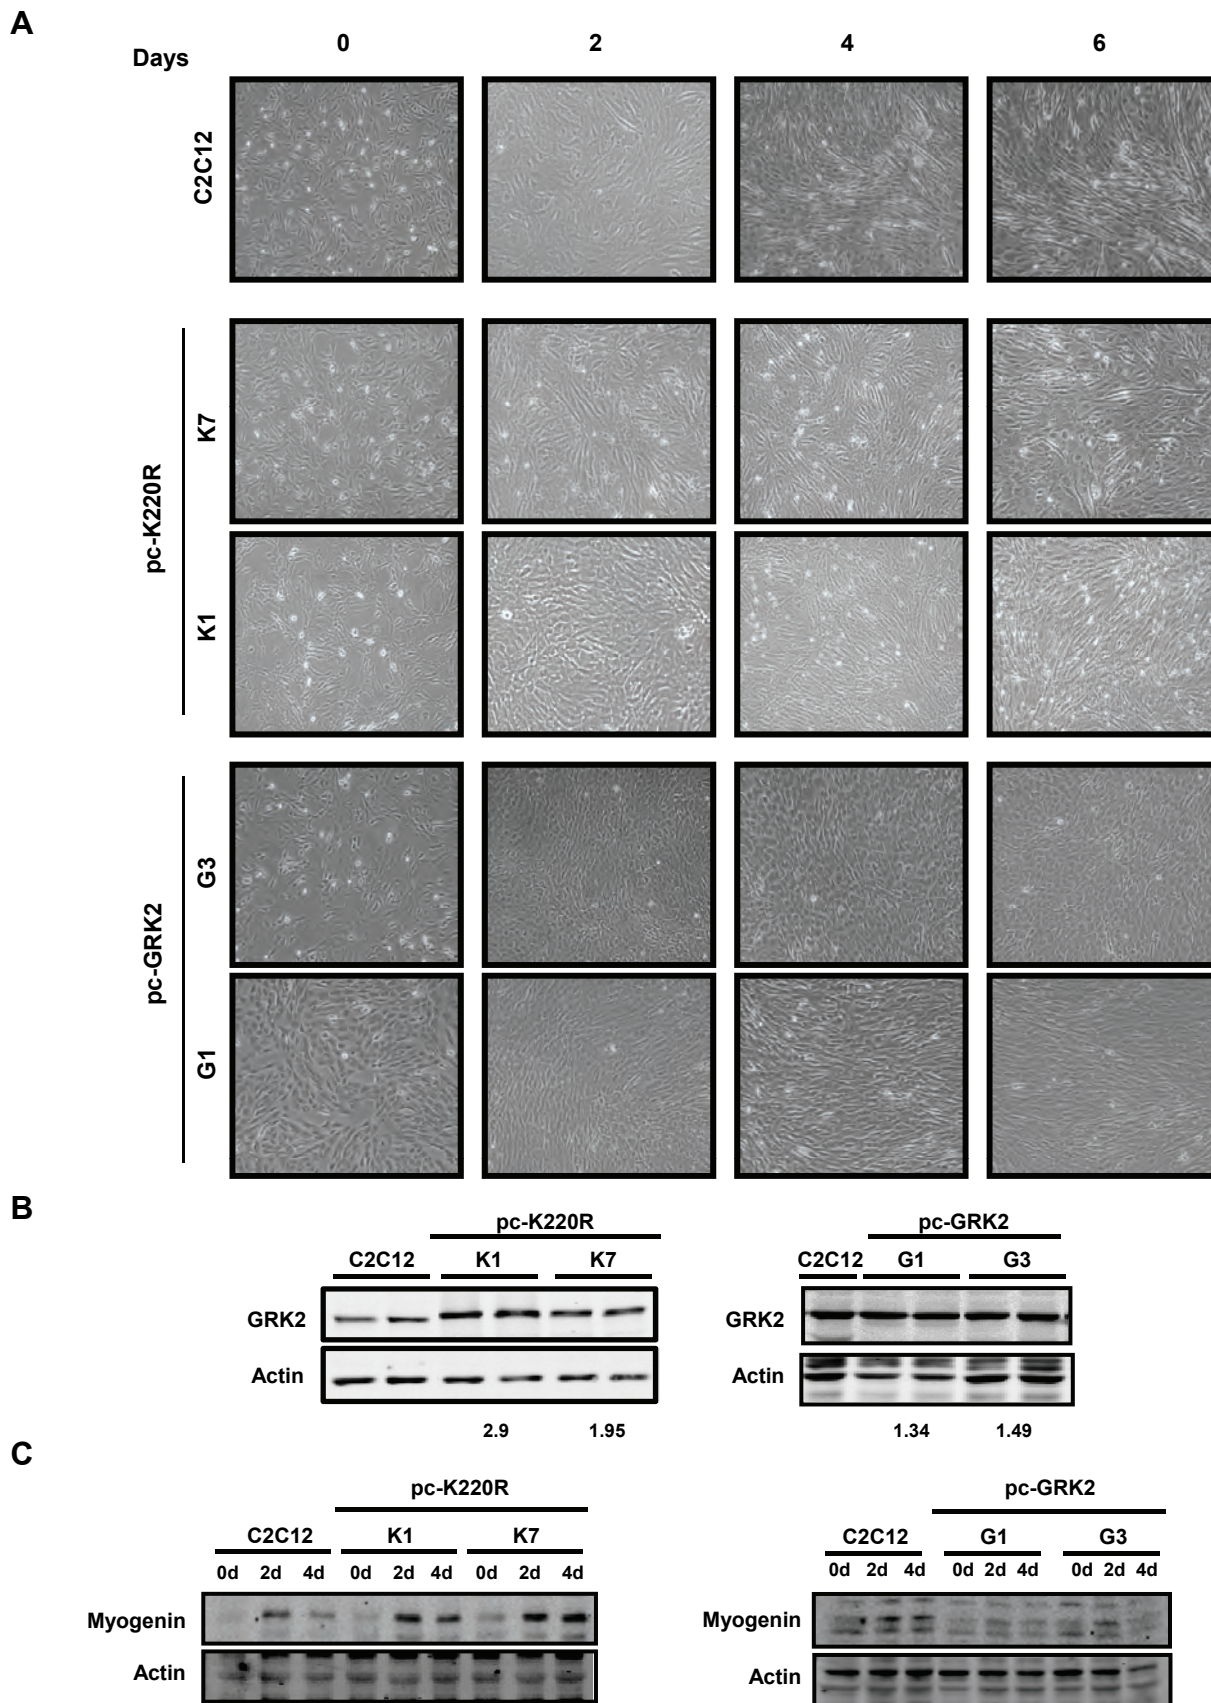 A
Days 0 2 4 6
C2C12
pc-K220R
K7
K1
pc-GRK2
G3
G1
B
pc-K220R pc-GRK2
C2C12 K1 K7 C2C12 G1 G3
GRK2 GRK2
Actin Actin
2.9 1.95 1.34 1.49
C
pc-K220R pc-GRK2
C2C12 K1 K7 C2C12 G1 G3
0d 2d 4d 0d 2d 4d 0d 2d 4d 0d 2d 4d 0d 2d 4d 0d 2d 4d
Myogenin Myogenin
Actin Actin